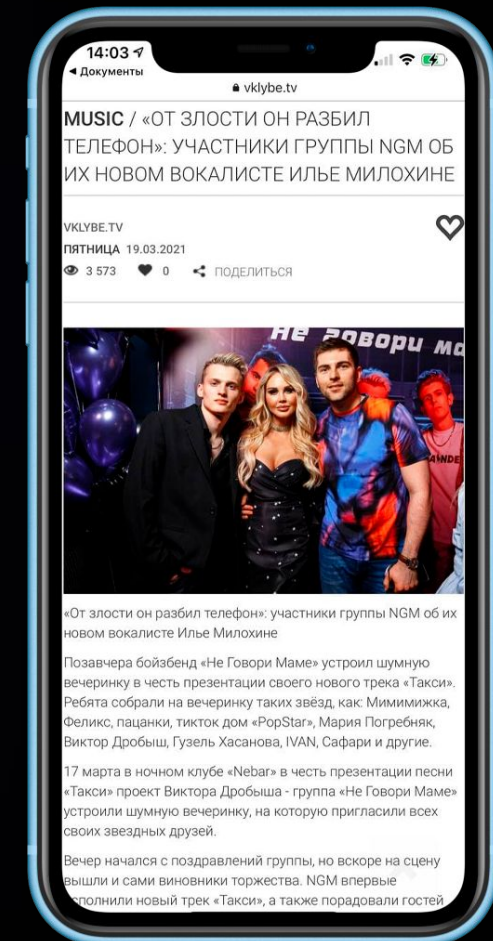 14:03
◀ Документы
vklybe.tv
MUSIC / «ОТ ЗЛОСТИ ОН РАЗБИЛ
ТЕЛЕФОН»: УЧАСТНИКИ ГРУППЫ NGM ОБ
ИХ НОВОМ ВОКАЛИСТЕ ИЛЬЕ МИЛОХИНЕ
VKLYBE.TV
ПЯТНИЦА 19.03.2021
3 573 0 ПОДЕЛИТЬСЯ
не говори ма
«От злости он разбил телефон»: участники группы NGM об их
новом вокалисте Илье Милохине
Позавчера бойзбенд «Не Говори Маме» устроил шумную
вечеринку в честь презентации своего нового трека «Такси».
Ребята собрали на вечеринку таких звёзд, как: Мимимижка,
Феликс, пацанки, тикток дом «PopStar», Мария Погребняк,
Виктор Дробыш, Гузель Хасанова, IVAN, Сафари и другие.
17 марта в ночном клубе «Nebar» в честь презентации песни
«Такси» проект Виктора Дробыша - группа «Не Говори Маме»
устроили шумную вечеринку, на которую пригласили всех
своих звездных друзей.
Вечер начался с поздравлений группы, но вскоре на сцену
вышли и сами виновники торжества. NGM впервые
исполнили новый трек «Такси», а также порадовали гостей